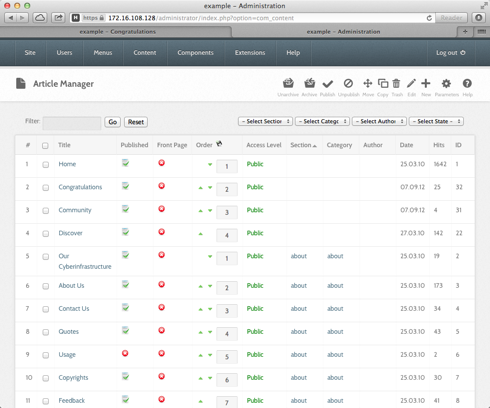 example – Administration
https 172.16.108.128/administrator/index.php?option=com_content
Reader
example – Congratulations
example – Administration
Site Users Menus Content Components Extensions Help Log out
Article Manager
Unarchive Archive Publish Unpublish Move Copy Trash Edit New Parameters Help
Filter: Go Reset – Select Section – Select Categ – Select Author – Select State –
# Title Published Front Page Order Access Level Section Category Author Date Hits ID
1 Home 1 Public 25.03.10 1642 1
2 Congratulations 2 Public 07.09.12 25 32
3 Community 3 Public 07.09.12 4 31
4 Discover 4 Public 27.03.10 142 22
5 Our 1 Public about about 25.03.10 19 2
Cyberinfrastructure
6 About Us 2 Public about about 25.03.10 173 3
7 Contact Us 3 Public about about 25.03.10 34 4
8 Quotes 4 Public about about 25.03.10 43 5
9 Usage 5 Public about about 25.03.10 2 6
10 Copyrights 6 Public about about 25.03.10 30 7
11 Feedback 7 Public about about 25.03.10 41 8